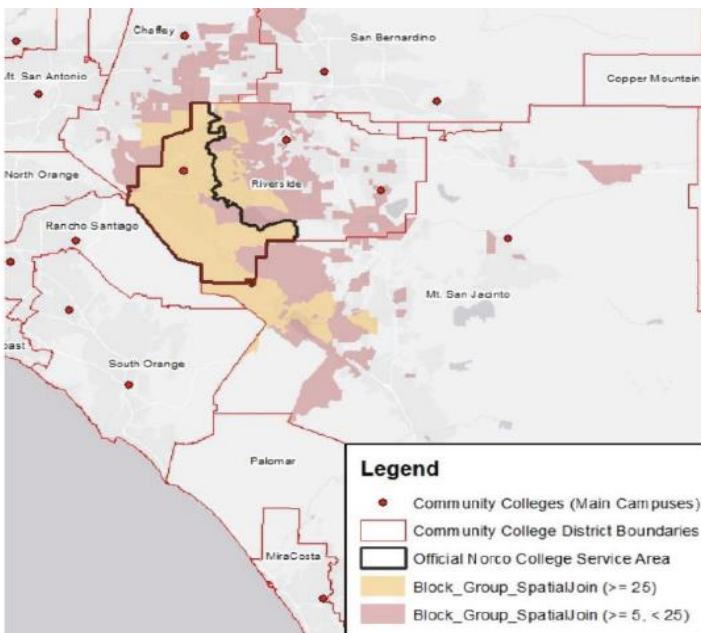 Chaffey
San Bernardino
Mt. San Antonio
Copper Mountain
North Orange
Riverside
Rancho Santiago
Mt. San Jacinto
South Orange
Palomar
MiraCosta
Legend
Community Colleges (Main Campuses)
Community College District Boundaries
Official Norco College Service Area
Block_Group_SpatialJoin (>= 25)
Block_Group_SpatialJoin (>= 5, < 25)